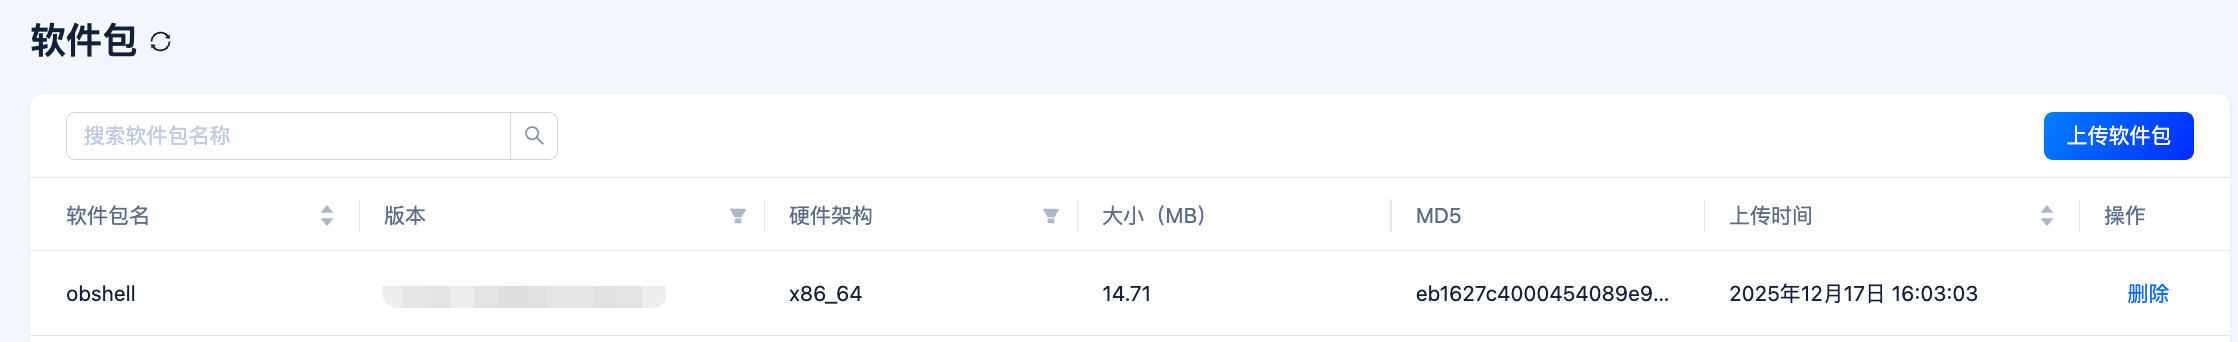 软件包
搜索软件包名称
上传软件包
软件包名 版本 硬件架构 大小（MB） MD5 上传时间 操作
obshell x86_64 14.71 eb1627c4000454089e9... 2025年12月17日 16:03:03 删除